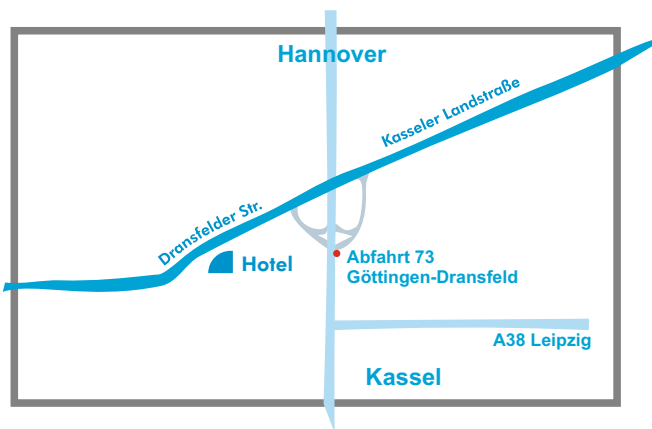 Hannover
Kasseler Landstraße
Dransfelder Str.
Hotel
Abfahrt 73
Göttingen-Dransfeld
A38 Leipzig
Kassel